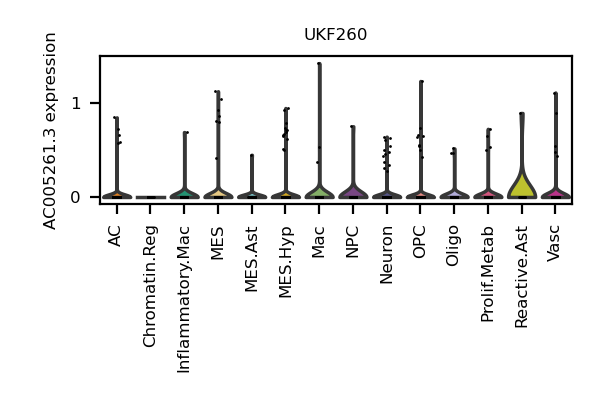 UKF260
AC005261.3 expression
1
0
AC
Chromatin.Reg
Inflammatory.Mac
MES
MES.Ast
MES.Hyp
Mac
NPC
Neuron
OPC
Oligo
Prolif.Metab
Reactive.Ast
Vasc